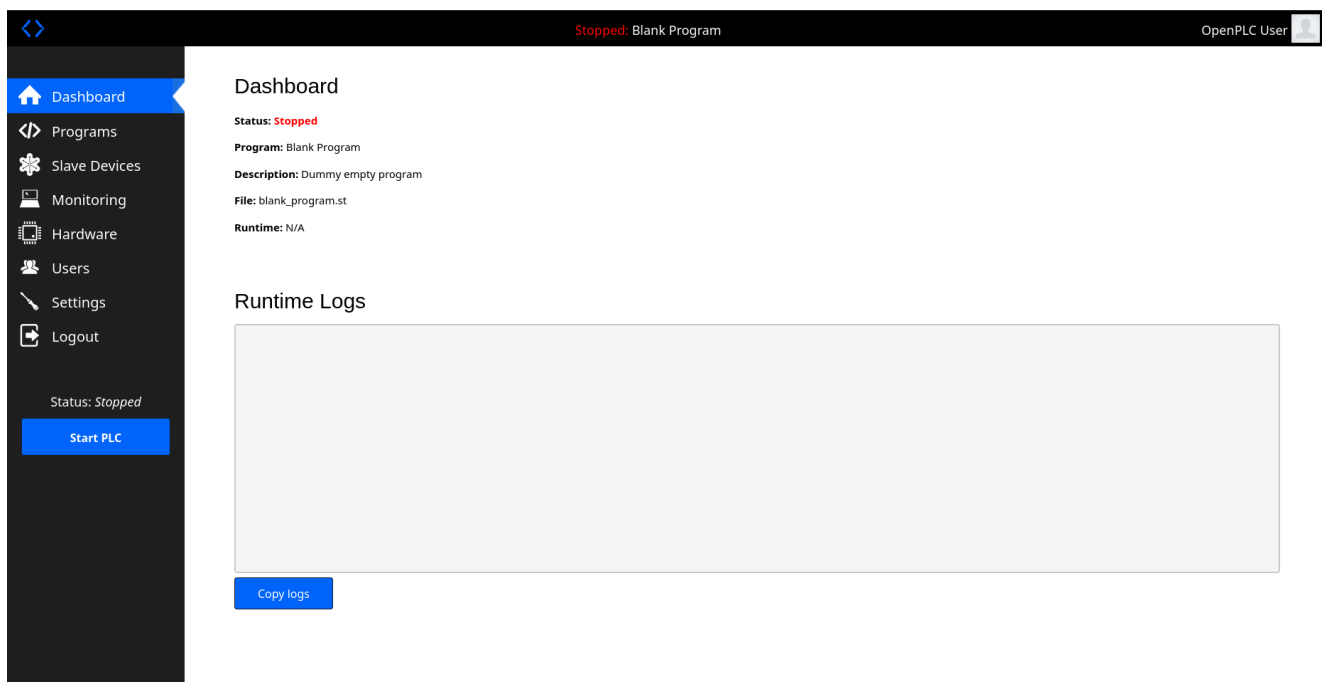 Stopped: Blank Program
OpenPLC User
Dashboard
Programs
Slave Devices
Monitoring
Hardware
Users
Settings
Logout
Status: Stopped
Start PLC
Dashboard
Status: Stopped
Program: Blank Program
Description: Dummy empty program
File: blank_program.st
Runtime: N/A
Runtime Logs
Copy logs